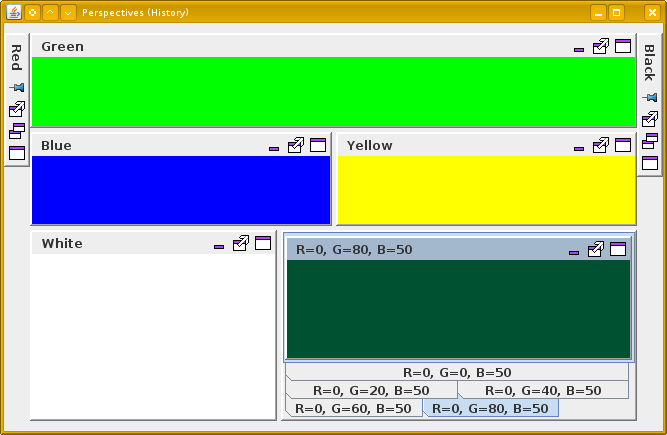 Perspectives (History)
Red
Green
Black
Blue
Yellow
White
R=0, G=80, B=50
R=0, G=0, B=50
R=0, G=20, B=50
R=0, G=40, B=50
R=0, G=60, B=50
R=0, G=80, B=50